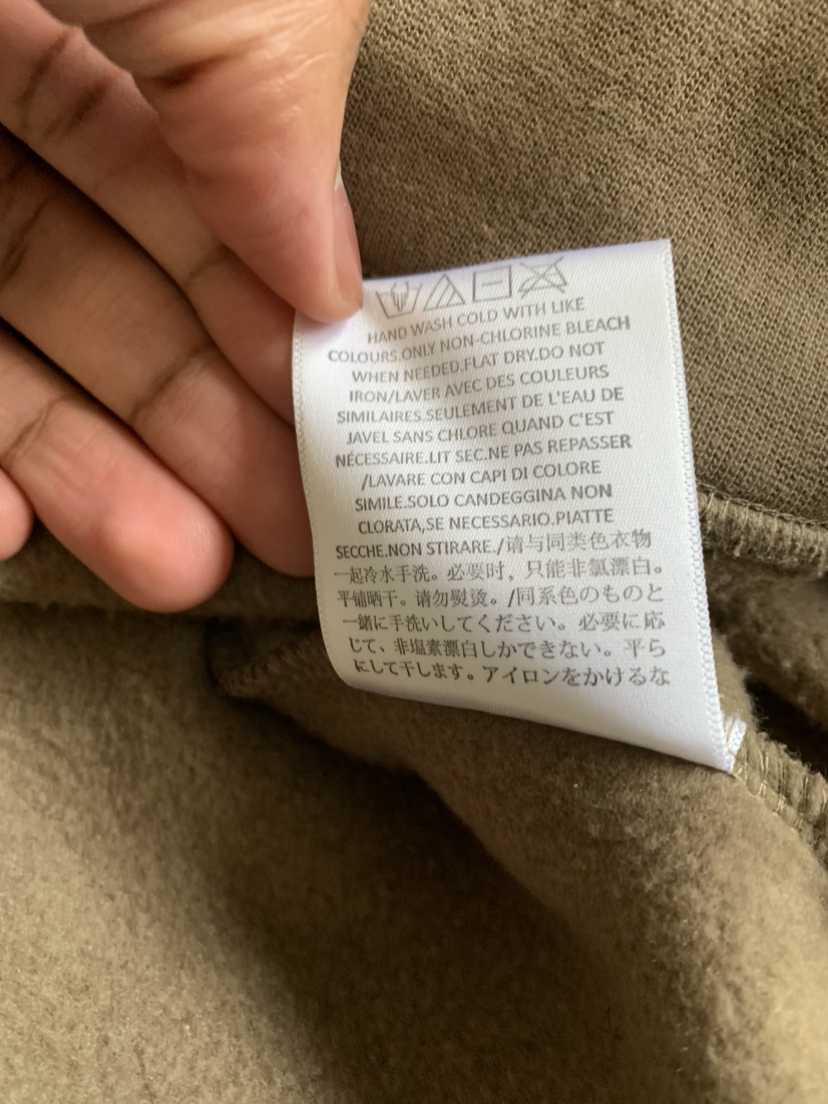 HAND WASH COLD WITH LIKE
COLOURS.ONLY NON-CHLORINE BLEACH
WHEN NEEDED.FLAT DRY.DO NOT
IRON/LAVER AVEC DES COULEURS
SIMILAIRES.SEULEMENT DE L'EAU DE
JAVEL SANS CHLORE QUAND C'EST
NÉCESSAIRE.LIT SEC.NE PAS REPASSER
/LAVARE CON CAPI DI COLORE
SIMILE.SOLO CANDEGGINA NON
CLORATA,SE NECESSARIO.PIATTE
SECCHE.NON STIRARE./请与同类色衣物
一起冷水手洗。必要时，只能非氯漂白。
平铺晒干。请勿熨烫。/同系色のものと
一緒に手洗いしてください。必要に応
じて、非塩素漂白しかできない。平ら
にして干します。アイロンをかけるな